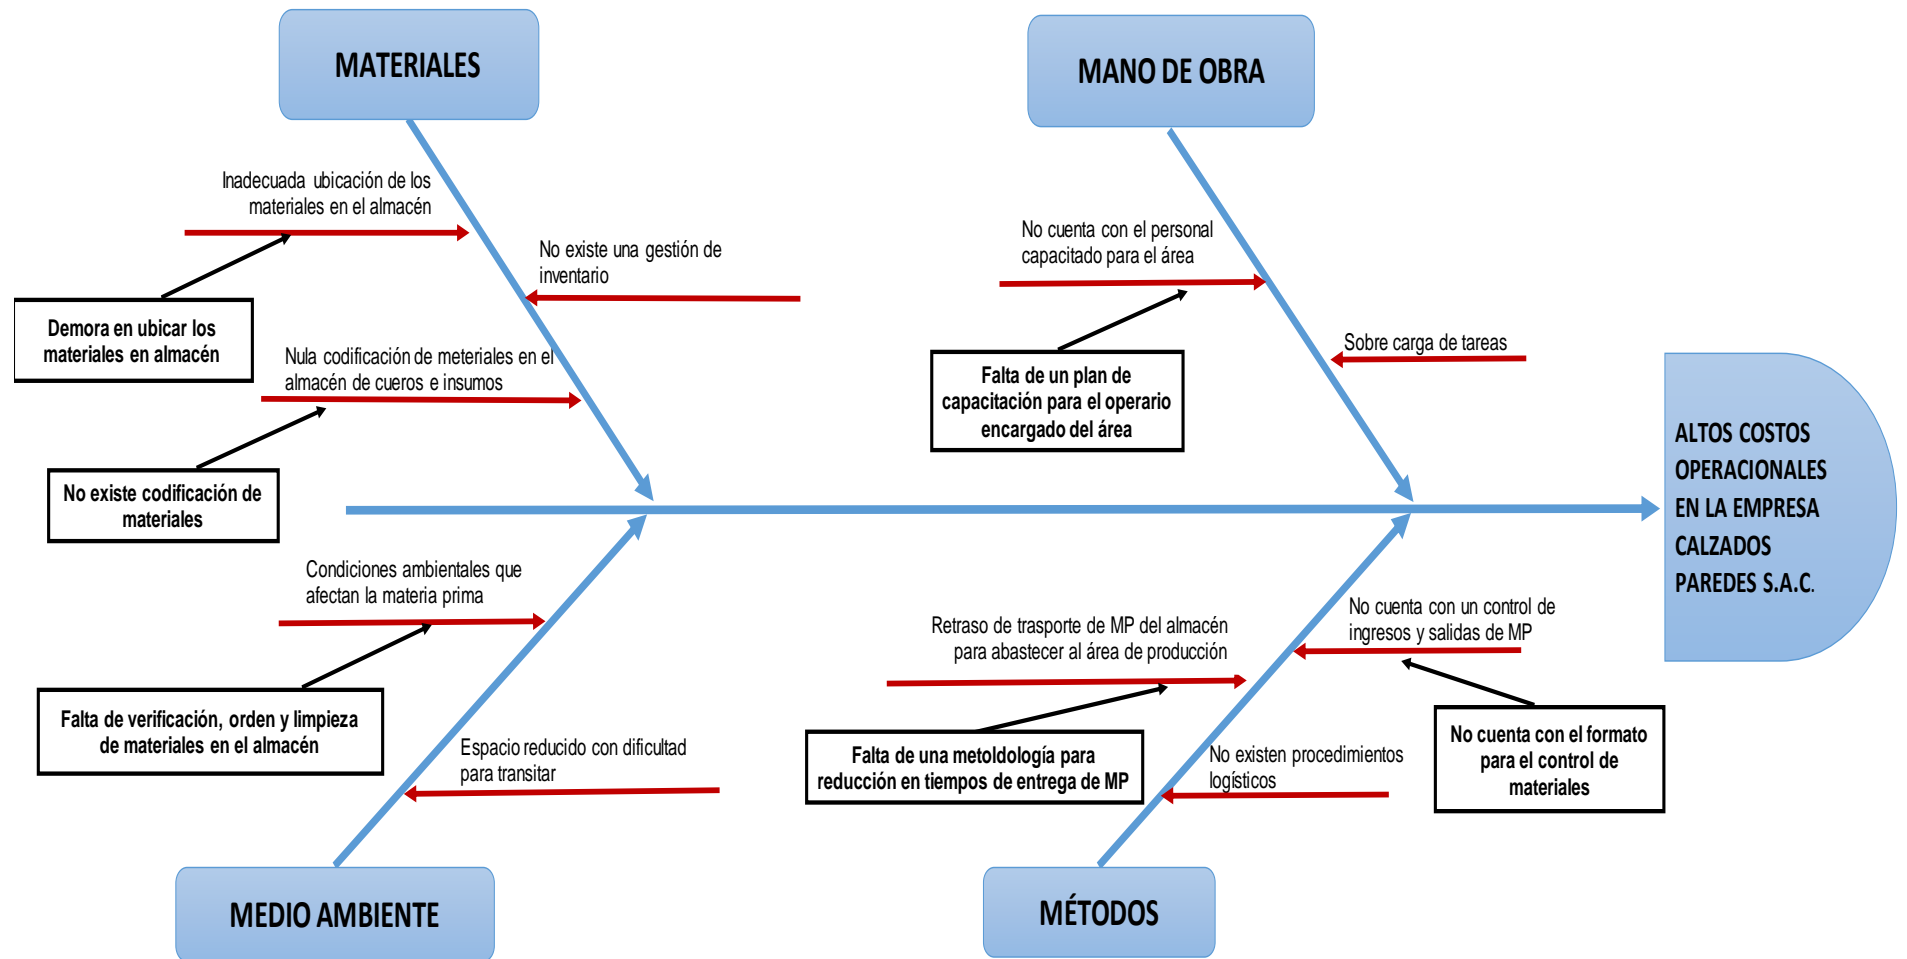 MATERIALES
MANO DE OBRA
Inadecuada ubicación de los
materiales en el almacén
No existe una gestión de
inventario
Demora en ubicar los
materiales en almacén
Nula codificación de meteriales en el
almacén de cueros e insumos
No existe codificación de
materiales
No cuenta con el personal
capacitado para el área
Sobre carga de tareas
Falta de un plan de
capacitación para el operario
encargado del área
ALTOS COSTOS
OPERACIONALES
EN LA EMPRESA
CALZADOS
PAREDES S.A.C.
Condiciones ambientales que
afectan la materia prima
Falta de verificación, orden y limpieza
de materiales en el almacén
Espacio reducido con dificultad
para transitar
Retraso de trasporte de MP del almacén
para abastecer al área de producción
No cuenta con un control de
ingresos y salidas de MP
Falta de una metoldología para
reducción en tiempos de entrega de MP
No existen procedimientos
logísticos
No cuenta con el formato
para el control de
materiales
MEDIO AMBIENTE
MÉTODOS